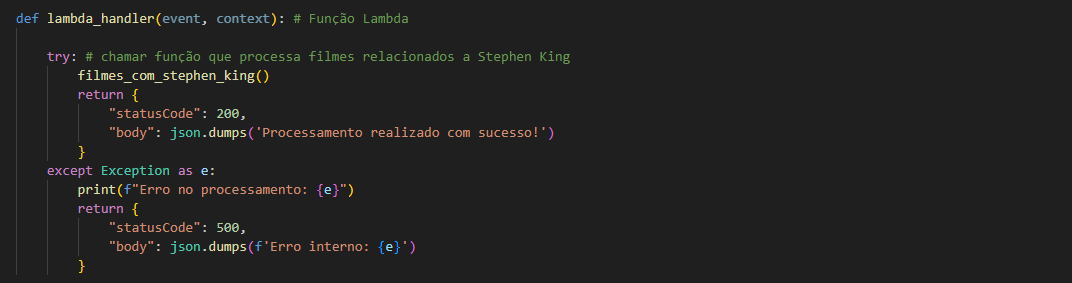 def lambda_handler(event, context): # Função Lambda
try: # chamar função que processa filmes relacionados a Stephen King
filmes_com_stephen_king()
return {
"statusCode": 200,
"body": json.dumps('Processamento realizado com sucesso!')
}
except Exception as e:
print(f"Erro no processamento: {e}")
return {
"statusCode": 500,
"body": json.dumps(f'Erro interno: {e}')
}